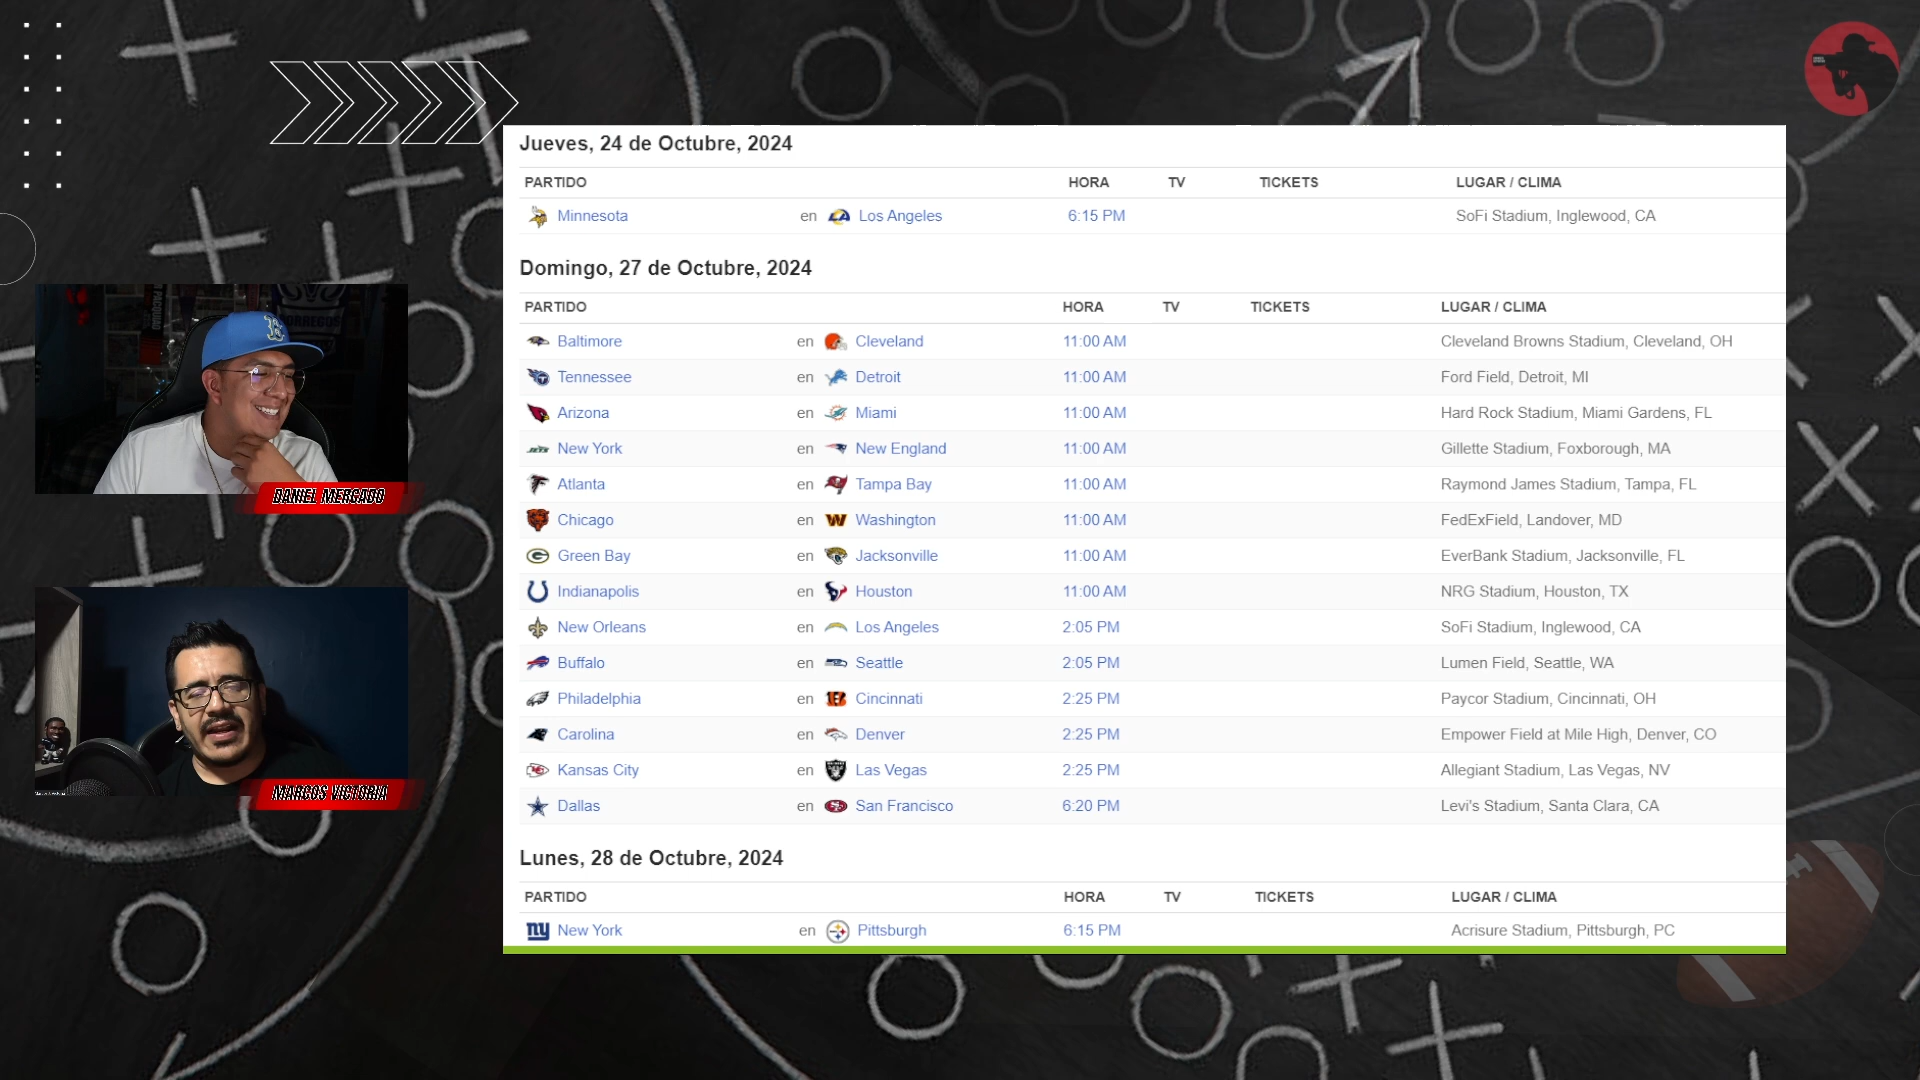 Jueves, 24 de Octubre, 2024
PARTIDO HORA TV TICKETS LUGAR / CLIMA
Minnesota en Los Angeles 6:15 PM SoFi Stadium, Inglewood, CA
Domingo, 27 de Octubre, 2024
PARTIDO HORA TV TICKETS LUGAR / CLIMA
Baltimore en Cleveland 11:00 AM Cleveland Browns Stadium, Cleveland, OH
Tennessee en Detroit 11:00 AM Ford Field, Detroit, MI
Arizona en Miami 11:00 AM Hard Rock Stadium, Miami Gardens, FL
New York en New England 11:00 AM Gillette Stadium, Foxborough, MA
Atlanta en Tampa Bay 11:00 AM Raymond James Stadium, Tampa, FL
Chicago en Washington 11:00 AM FedExField, Landover, MD
Green Bay en Jacksonville 11:00 AM EverBank Stadium, Jacksonville, FL
Indianapolis en Houston 11:00 AM NRG Stadium, Houston, TX
New Orleans en Los Angeles 2:05 PM SoFi Stadium, Inglewood, CA
Buffalo en Seattle 2:05 PM Lumen Field, Seattle, WA
Philadelphia en Cincinnati 2:25 PM Paycor Stadium, Cincinnati, OH
Carolina en Denver 2:25 PM Empower Field at Mile High, Denver, CO
Kansas City en Las Vegas 2:25 PM Allegiant Stadium, Las Vegas, NV
Dallas en San Francisco 6:20 PM Levi's Stadium, Santa Clara, CA
Lunes, 28 de Octubre, 2024
PARTIDO HORA TV TICKETS LUGAR / CLIMA
New York en Pittsburgh 6:15 PM Acrisure Stadium, Pittsburgh, PC
DANIEL MERCADO
MARCOS VICTORIA